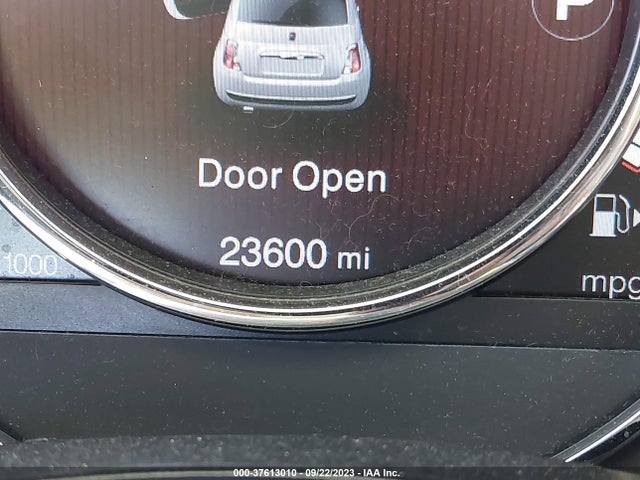 P
Door Open
23600 mi
1000
mpg
000-37613010 - 09/22/2023 - IAA Inc.